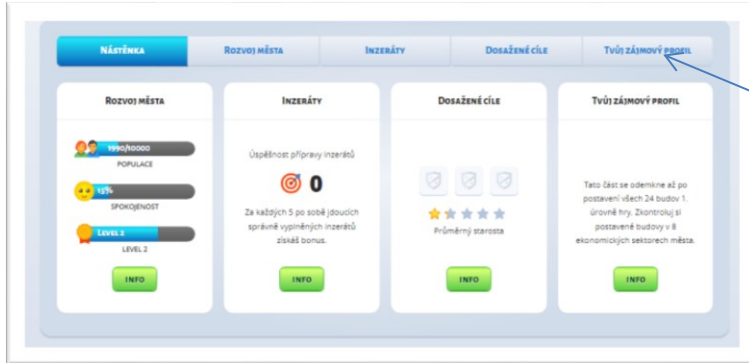 Nástěnka
Rozvoj města
Inzeráty
Dosažené cíle
Tvůj zájmový profil
Rozvoj města
1990/10000
POPULACE
15%
SPOKOJENOST
Level 2
LEVEL 2
INFO
Inzeráty
Úspěšnost přípravy inzerátů
0
Za každých 5 po sobě jdoucích
správně vyplněných inzerátů
získáš bonus.
INFO
Dosažené cíle
Průměrný starosta
INFO
Tvůj zájmový profil
Tato část se odemkne až po
postavení všech 24 budov 1.
úrovně hry. Zkontroluj si
postavené budovy v 8
ekonomických sektorech města.
INFO